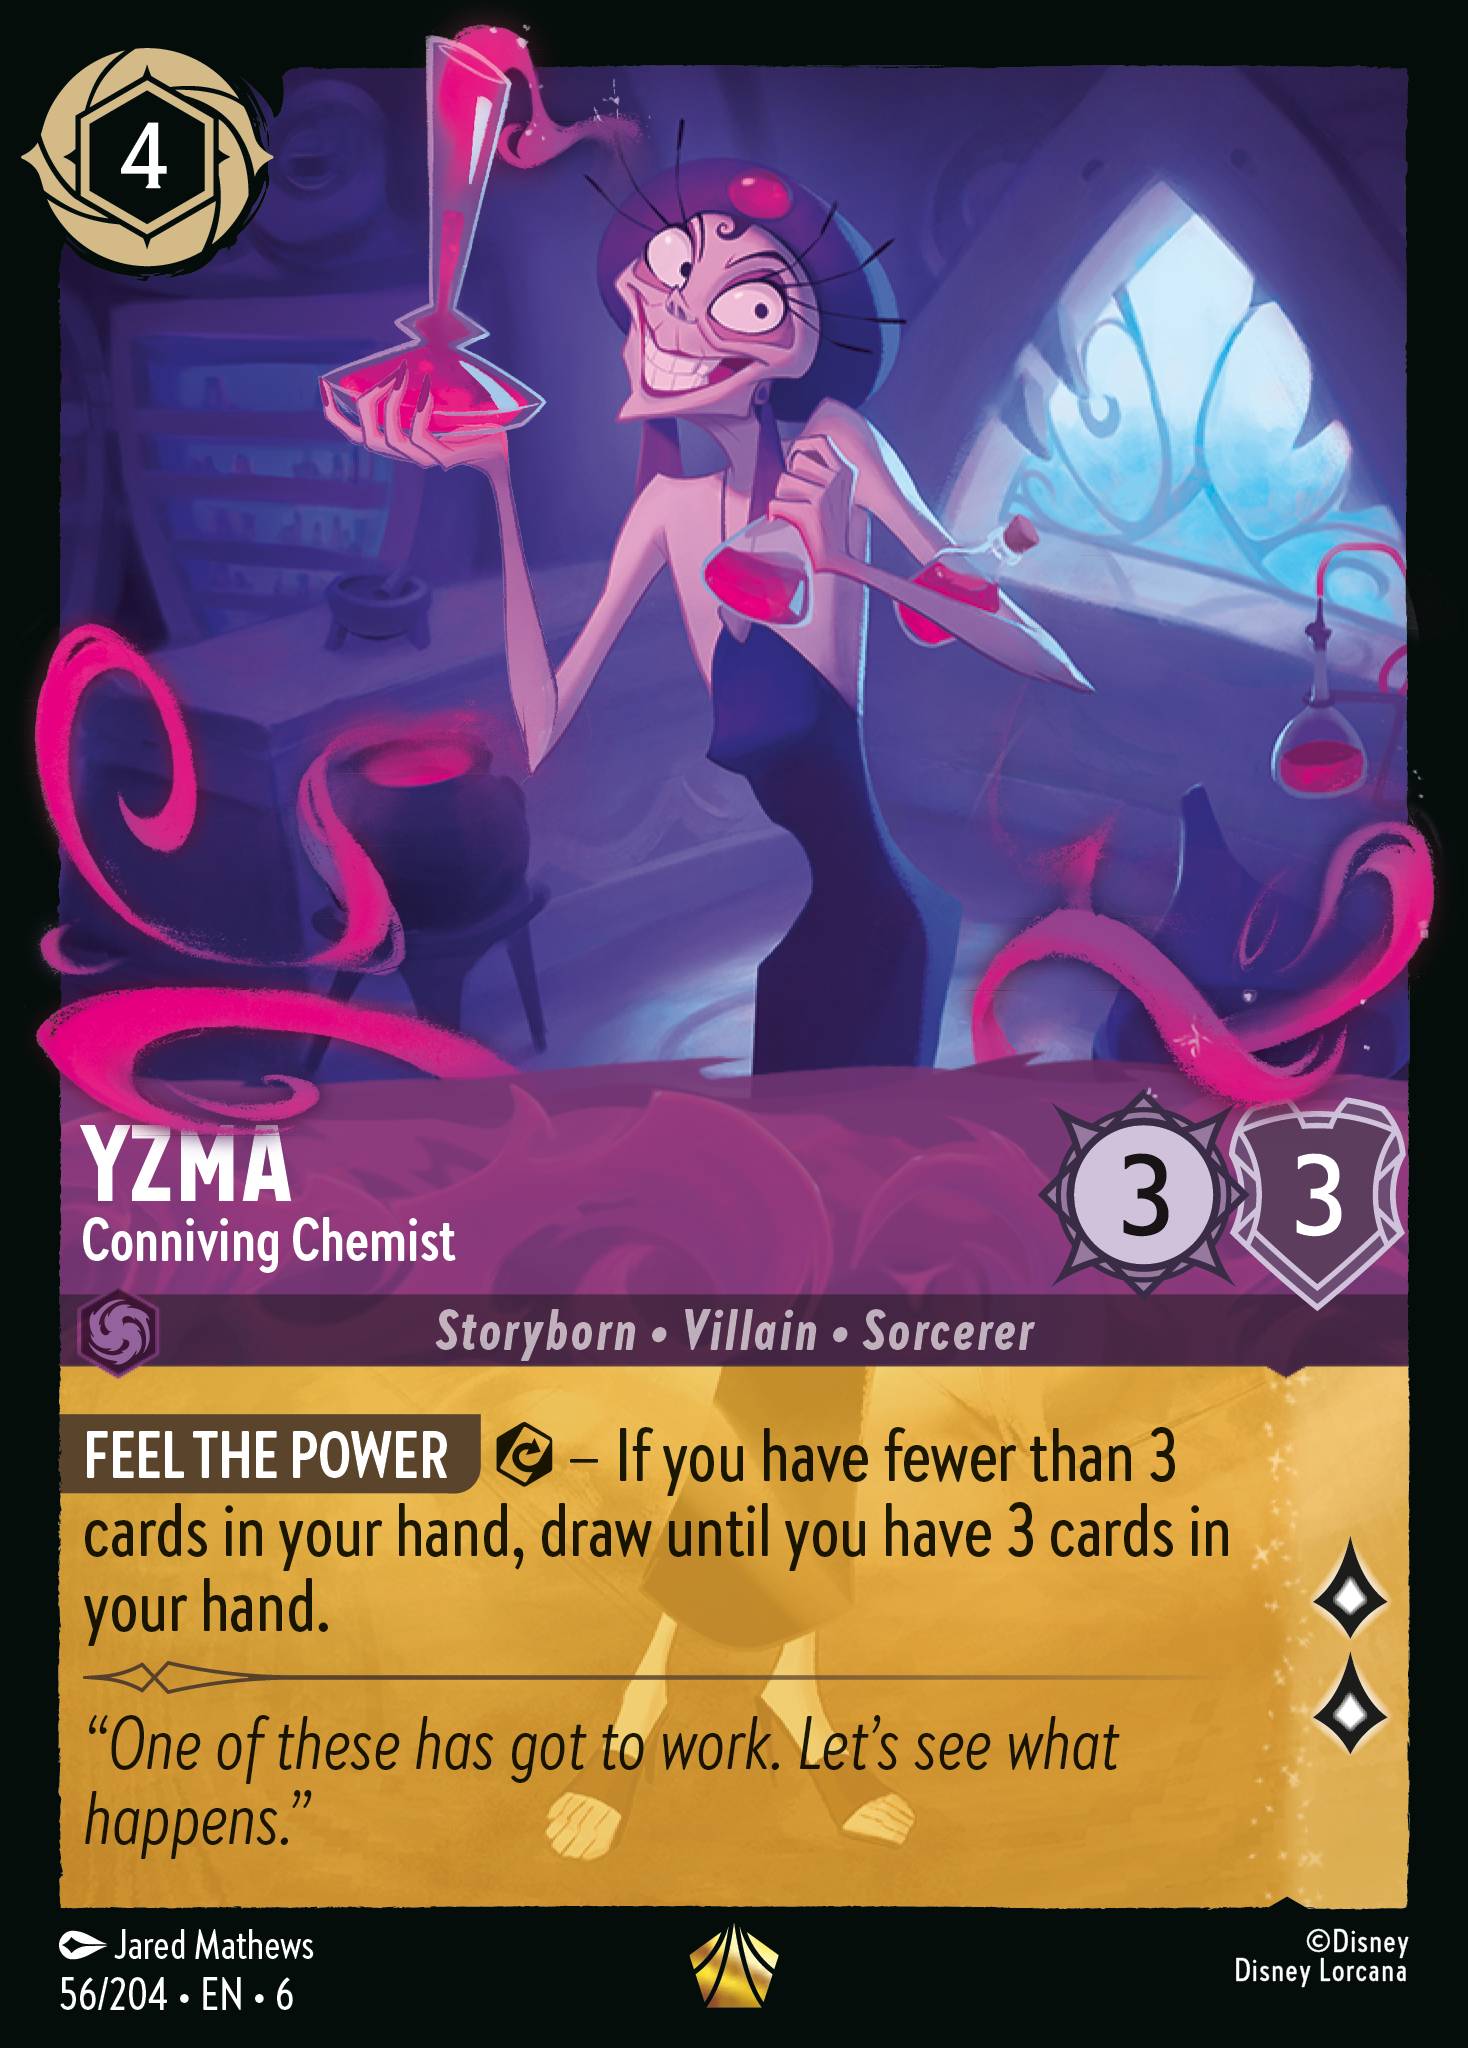 4
YZMA
Conniving Chemist
3 3
Storyborn • Villain • Sorcerer
FEEL THE POWER – If you have fewer than 3
cards in your hand, draw until you have 3 cards in
your hand.
“One of these has got to work. Let’s see what
happens.”
Jared Mathews
56/204 • EN • 6
©Disney
Disney Lorcana